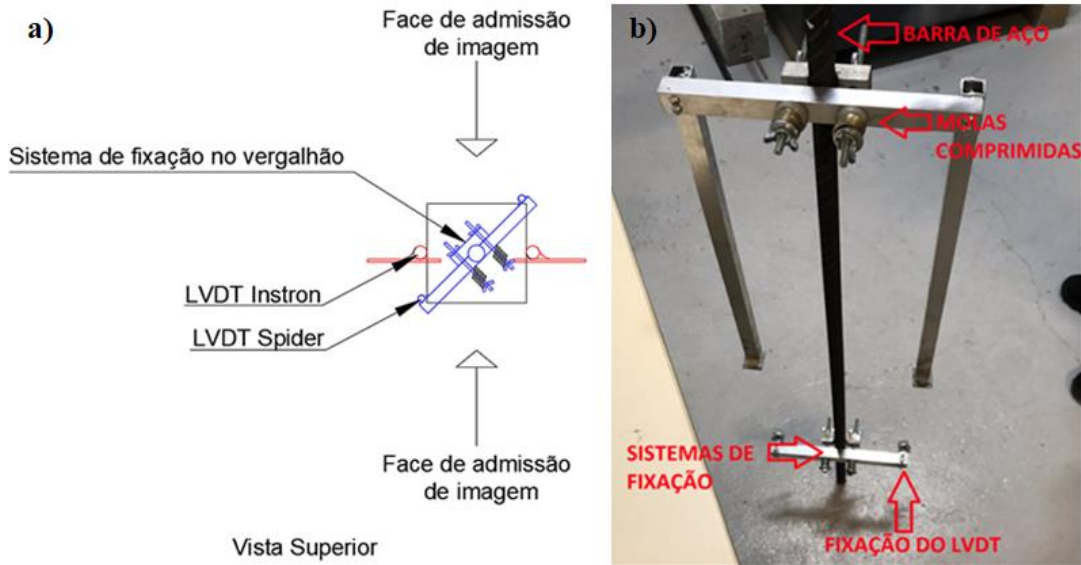 a)
Face de admissão
de imagem
Sistema de fixação no vergalhão
LVDT Instron
LVDT Spider
Face de admissão
de imagem
Vista Superior
b)
BARRA DE AÇO
MOLAS
COMPRIMIDAS
SISTEMAS DE
FIXAÇÃO
FIXAÇÃO DO LVDT